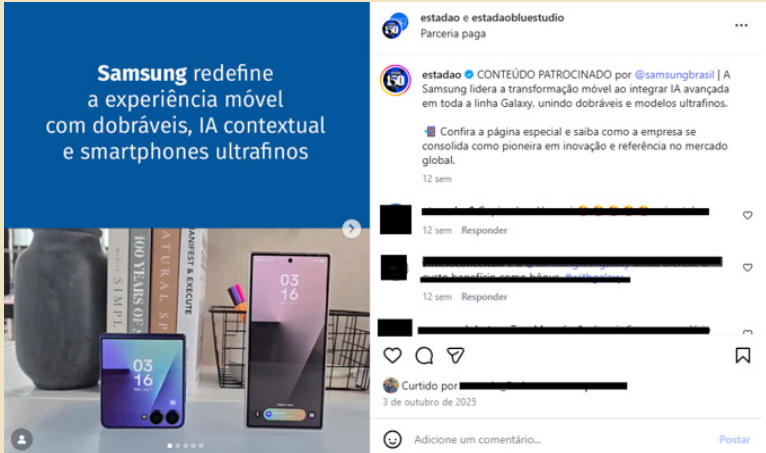 Samsung redefine
a experiência móvel
com dobráveis, IA contextual
e smartphones ultrafinos
100 YEARS OF
NATURAL SP
MANIFEST & EXECUTE
SIMPL
03
16
03
16
estadao e estadaobluestudio
Parceria paga
150
estadao CONTEÚDO PATROCINADO por @samsungbrasil | A
Samsung lidera a transformação móvel ao integrar IA avançada
em toda a linha Galaxy, unindo dobráveis e modelos ultrafinos.
Confira a página especial e saiba como a empresa se
consolida como pioneira em inovação e referência no mercado
global.
12 sem
12 sem Responder
12 sem Responder
Curtido por
3 de outubro de 2025
Adicione um comentário...
Postar